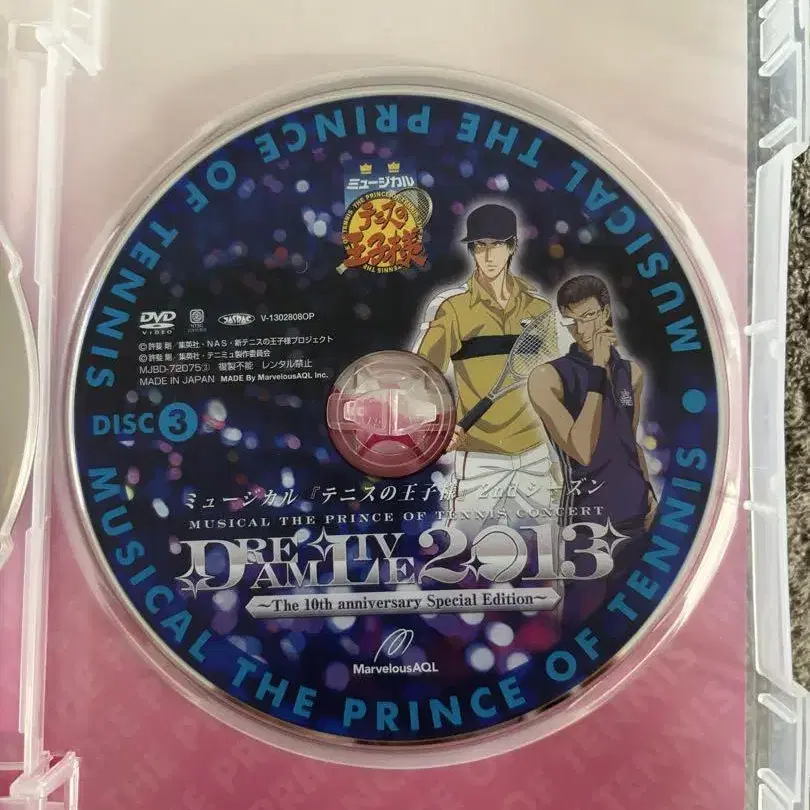 MUSICAL THE PRINCE OF TENNIS
ミュージカル
テニスの
王子様
DVD
VIDEO
NTSC
JASRAC
V-1302808OP
©許斐 剛／集英社・NAS・新テニスの王子様プロジェクト
©許斐 剛／集英社・テニミュ製作委員会
MJBD-72075③ 複製不能 レンタル禁止
MADE IN JAPAN MADE By MarvelousAQL Inc.
DISC 3
ミュージカル『テニスの王子様』2nd シーズン
MUSICAL THE PRINCE OF TENNIS CONCERT
DREAM LIVE 2013
～The 10th anniversary Special Edition～
MarvelousAQL
MUSICAL THE PRINCE OF TENNIS